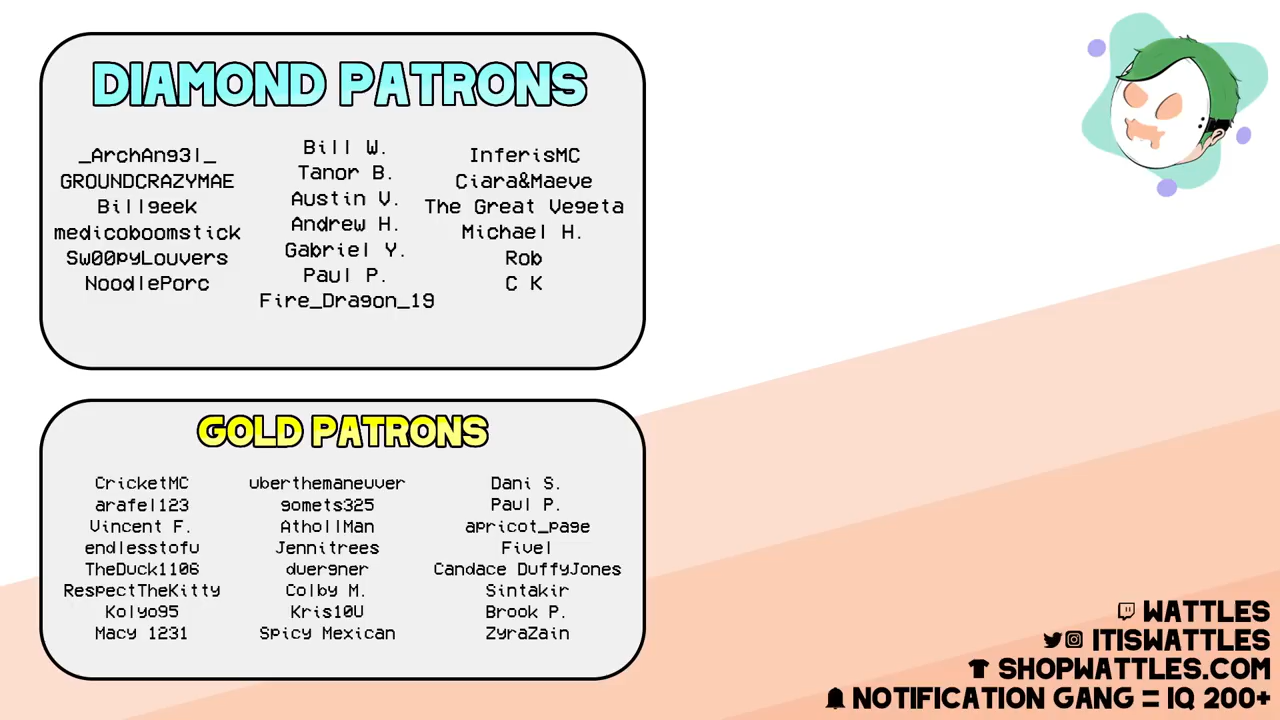 DIAMOND PATRONS
_ArchAng3l_
GROUNDCRAZYMAE
Billgeek
medicoboomstick
Sw00pyLouvers
NoodlePorc
Bill W.
Tanor B.
Austin V.
Andrew H.
Gabriel Y.
Paul P.
Fire_Dragon_19
InferisMC
Ciara&Maeve
The Great Vegeta
Michael H.
Rob
C K
GOLD PATRONS
CricketMC
arafel123
Vincent F.
endlesstofu
TheDuck1106
RespectTheKitty
Kolyo95
Macy 1231
uberthemaneuver
gomets325
AthollMan
Jennitrees
duergner
Colby M.
Kris10U
Spicy Mexican
Dani S.
Paul P.
apricot_page
Fivel
Candace DuffyJones
Sintakir
Brook P.
ZyraZain
WATTLES
ITISWATTLES
SHOPWATTLES.COM
NOTIFICATION GANG = IQ 200+